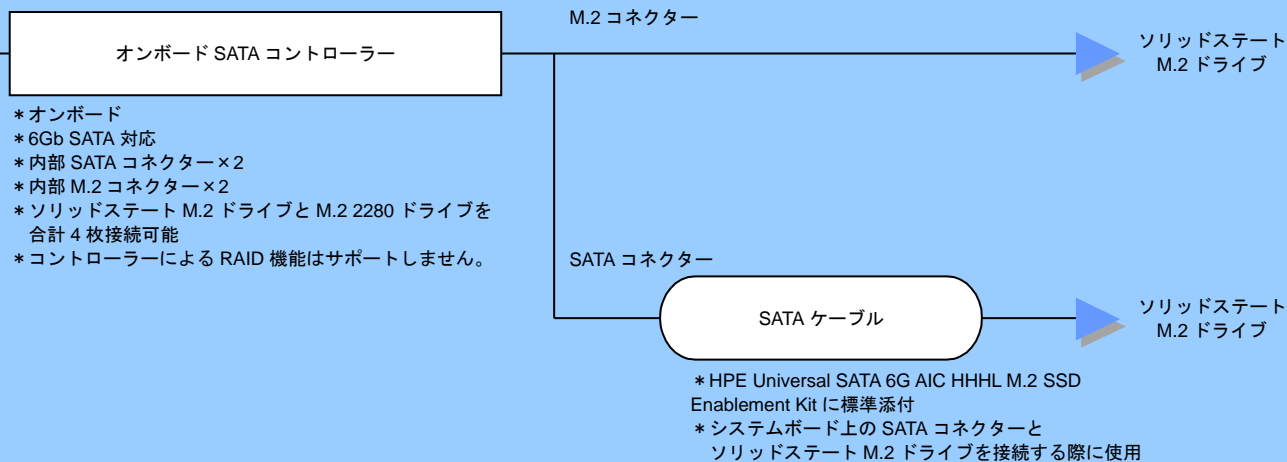 M.2 コネクター
オンボード SATA コントローラー
ソリッドステート
M.2 ドライブ
＊オンボード
＊6Gb SATA 対応
＊内部 SATA コネクター×2
＊内部 M.2 コネクター×2
＊ソリッドステート M.2 ドライブと M.2 2280 ドライブを
合計 4 枚接続可能
＊コントローラーによる RAID 機能はサポートしません。
SATA コネクター
SATA ケーブル
ソリッドステート
M.2 ドライブ
＊HPE Universal SATA 6G AIC HHHL M.2 SSD
Enablement Kit に標準添付
＊システムボード上の SATA コネクターと
ソリッドステート M.2 ドライブを接続する際に使用